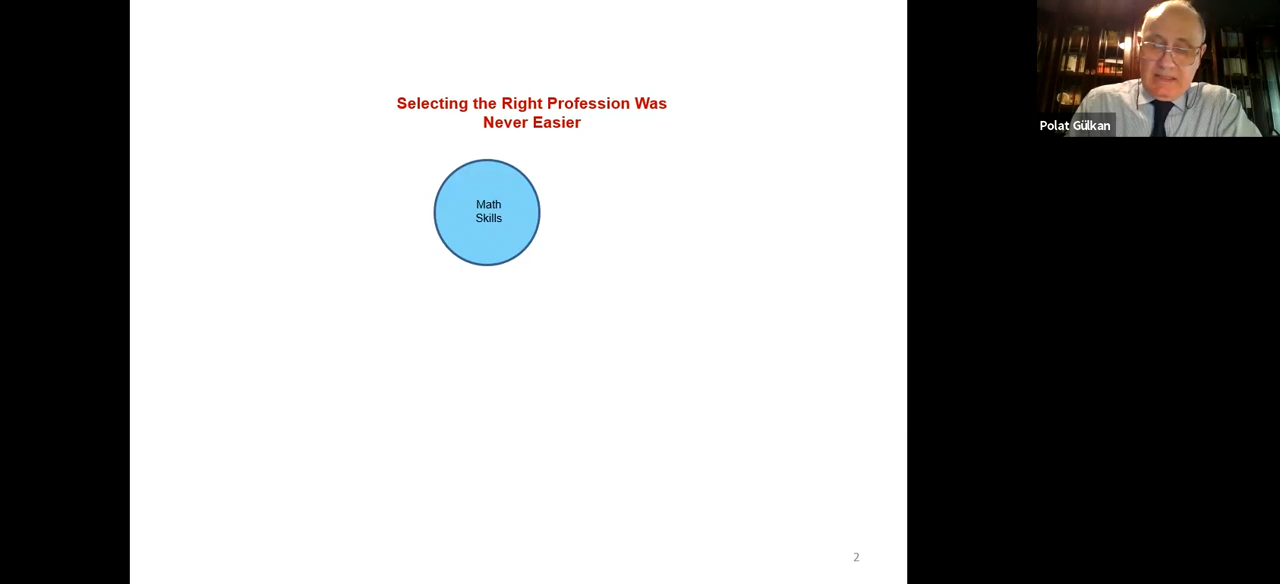 Selecting the Right Profession Was
Never Easier
Polat Gülkan
Math
Skills
2